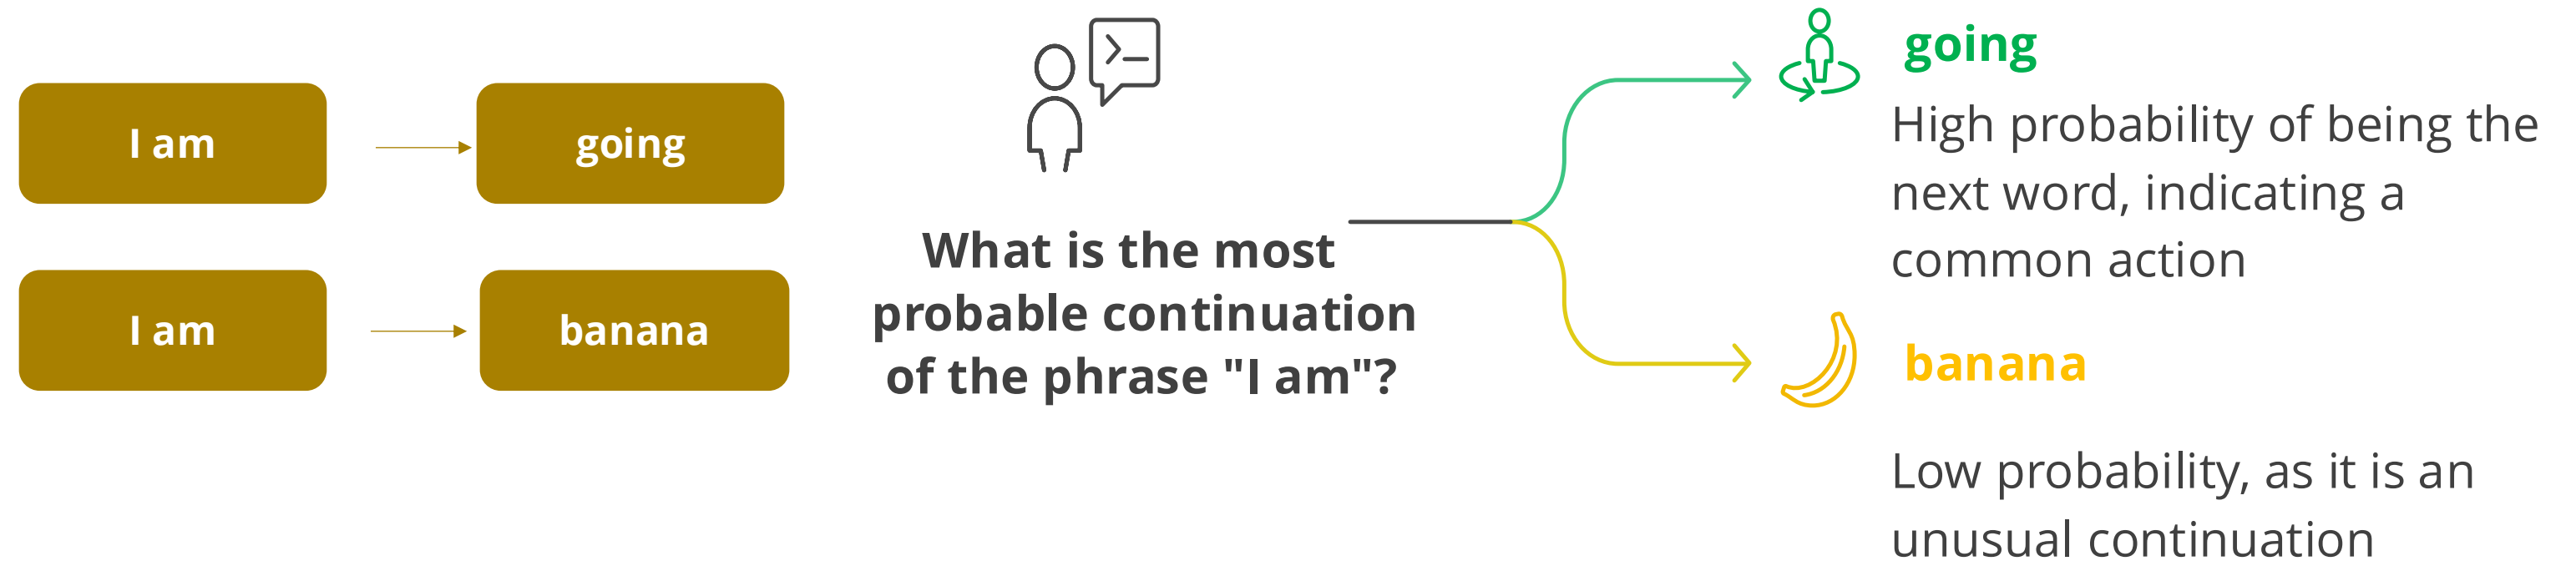 I am
going
I am
banana
What is the most
probable continuation
of the phrase "I am"?
going
High probability of being the
next word, indicating a
common action
banana
Low probability, as it is an
unusual continuation